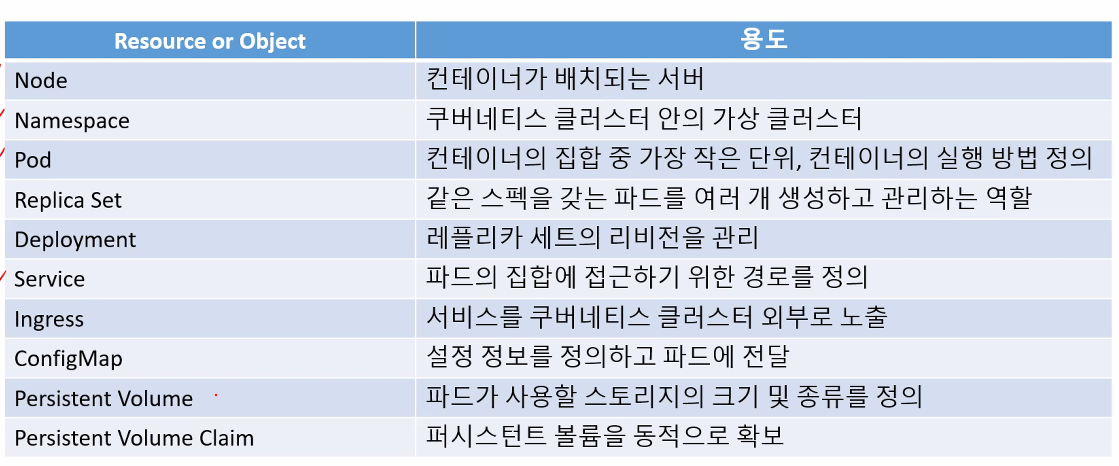 Resource or Object 용도
Node 컨테이너가 배치되는 서버
Namespace 쿠버네티스 클러스터 안의 가상 클러스터
Pod 컨테이너의 집합 중 가장 작은 단위, 컨테이너의 실행 방법 정의
Replica Set 같은 스펙을 갖는 파드를 여러 개 생성하고 관리하는 역할
Deployment 레플리카 세트의 리비전을 관리
Service 파드의 집합에 접근하기 위한 경로를 정의
Ingress 서비스를 쿠버네티스 클러스터 외부로 노출
ConfigMap 설정 정보를 정의하고 파드에 전달
Persistent Volume 파드가 사용할 스토리지의 크기 및 종류를 정의
Persistent Volume Claim 퍼시스턴트 볼륨을 동적으로 확보